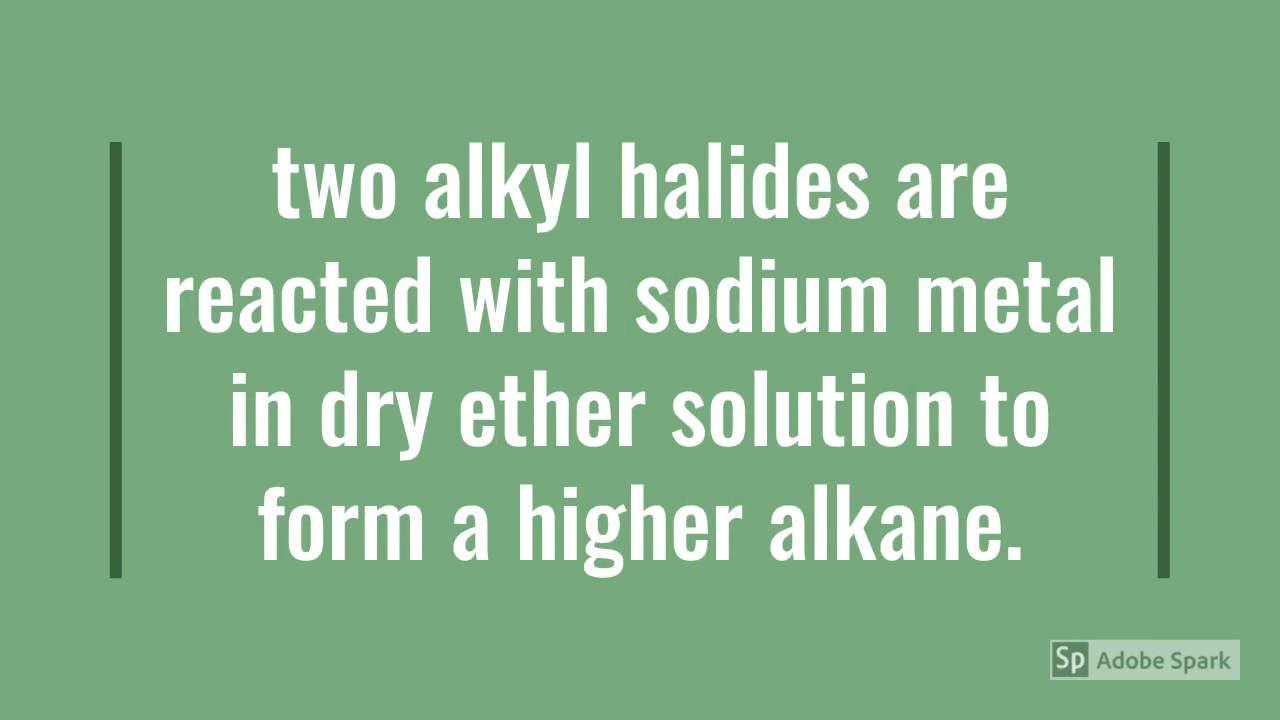 two alkyl halides are
reacted with sodium metal
in dry ether solution to
form a higher alkane.
Sp Adobe Spark